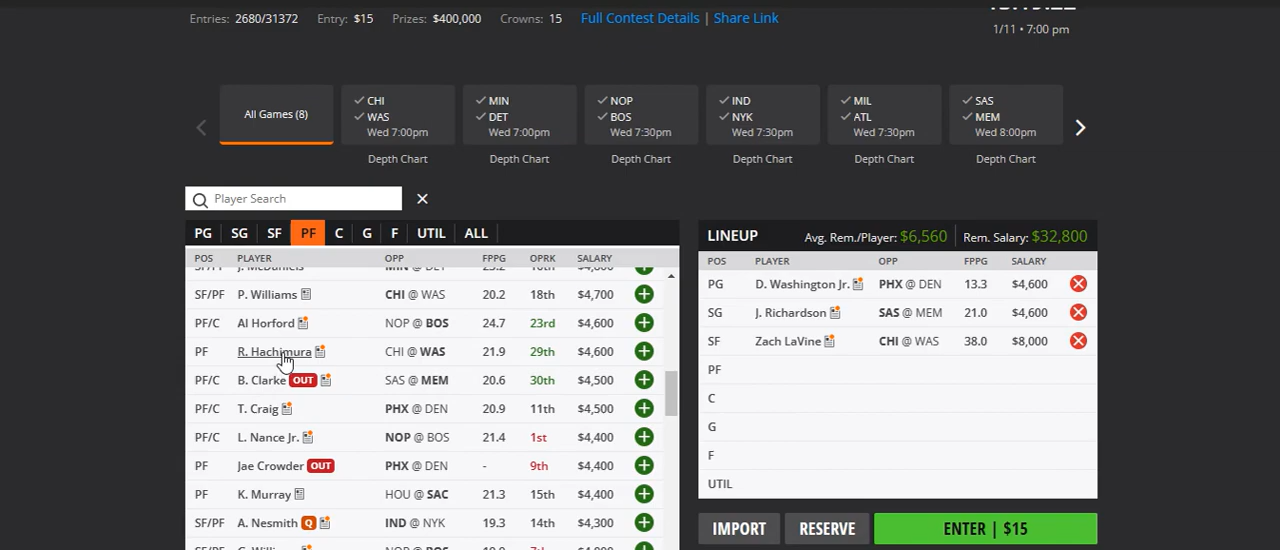 Entries: 2680/31372 Entry: $15 Prizes: $400,000 Crowns: 15 Full Contest Details | Share Link
1/11 • 7:00 pm
All Games (8)
CHI
WAS
Wed 7:00pm
Depth Chart
MIN
DET
Wed 7:00pm
Depth Chart
NOP
BOS
Wed 7:30pm
Depth Chart
IND
NYK
Wed 7:30pm
Depth Chart
MIL
ATL
Wed 7:30pm
Depth Chart
SAS
MEM
Wed 8:00pm
Depth Chart
Player Search
PG SG SF PF C G F UTIL ALL
POS PLAYER OPP FPPG OPRK SALARY
SF/PF J. McDaniels MIN @ DET
SF/PF P. Williams CHI @ WAS 20.2 18th $4,700
PF/C Al Horford NOP @ BOS 24.7 23rd $4,600
PF R. Hachimura CHI @ WAS 21.9 29th $4,600
PF/C B. Clarke OUT SAS @ MEM 20.6 30th $4,500
PF/C T. Craig PHX @ DEN 20.9 11th $4,500
PF/C L. Nance Jr. NOP @ BOS 21.4 1st $4,400
PF Jae Crowder OUT PHX @ DEN - 9th $4,400
PF K. Murray HOU @ SAC 21.3 15th $4,400
SF/PF A. Nesmith Q IND @ NYK 19.3 14th $4,300
LINEUP Avg. Rem./Player: $6,560 Rem. Salary: $32,800
POS PLAYER OPP FPPG SALARY
PG D. Washington Jr. PHX @ DEN 13.3 $4,600
SG J. Richardson SAS @ MEM 21.0 $4,600
SF Zach LaVine CHI @ WAS 38.0 $8,000
PF
C
G
F
UTIL
IMPORT RESERVE ENTER | $15